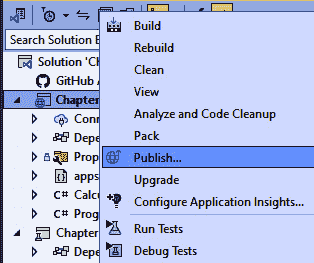 Search Solution E
Solution 'Ch
GitHub A
Chapter
Conn
Depe
Prop
apps
C# Calcu
C# Prog
Chapter
Depe
Build
Rebuild
Clean
View
Analyze and Code Cleanup
Pack
Publish...
Upgrade
Configure Application Insights...
Run Tests
Debug Tests